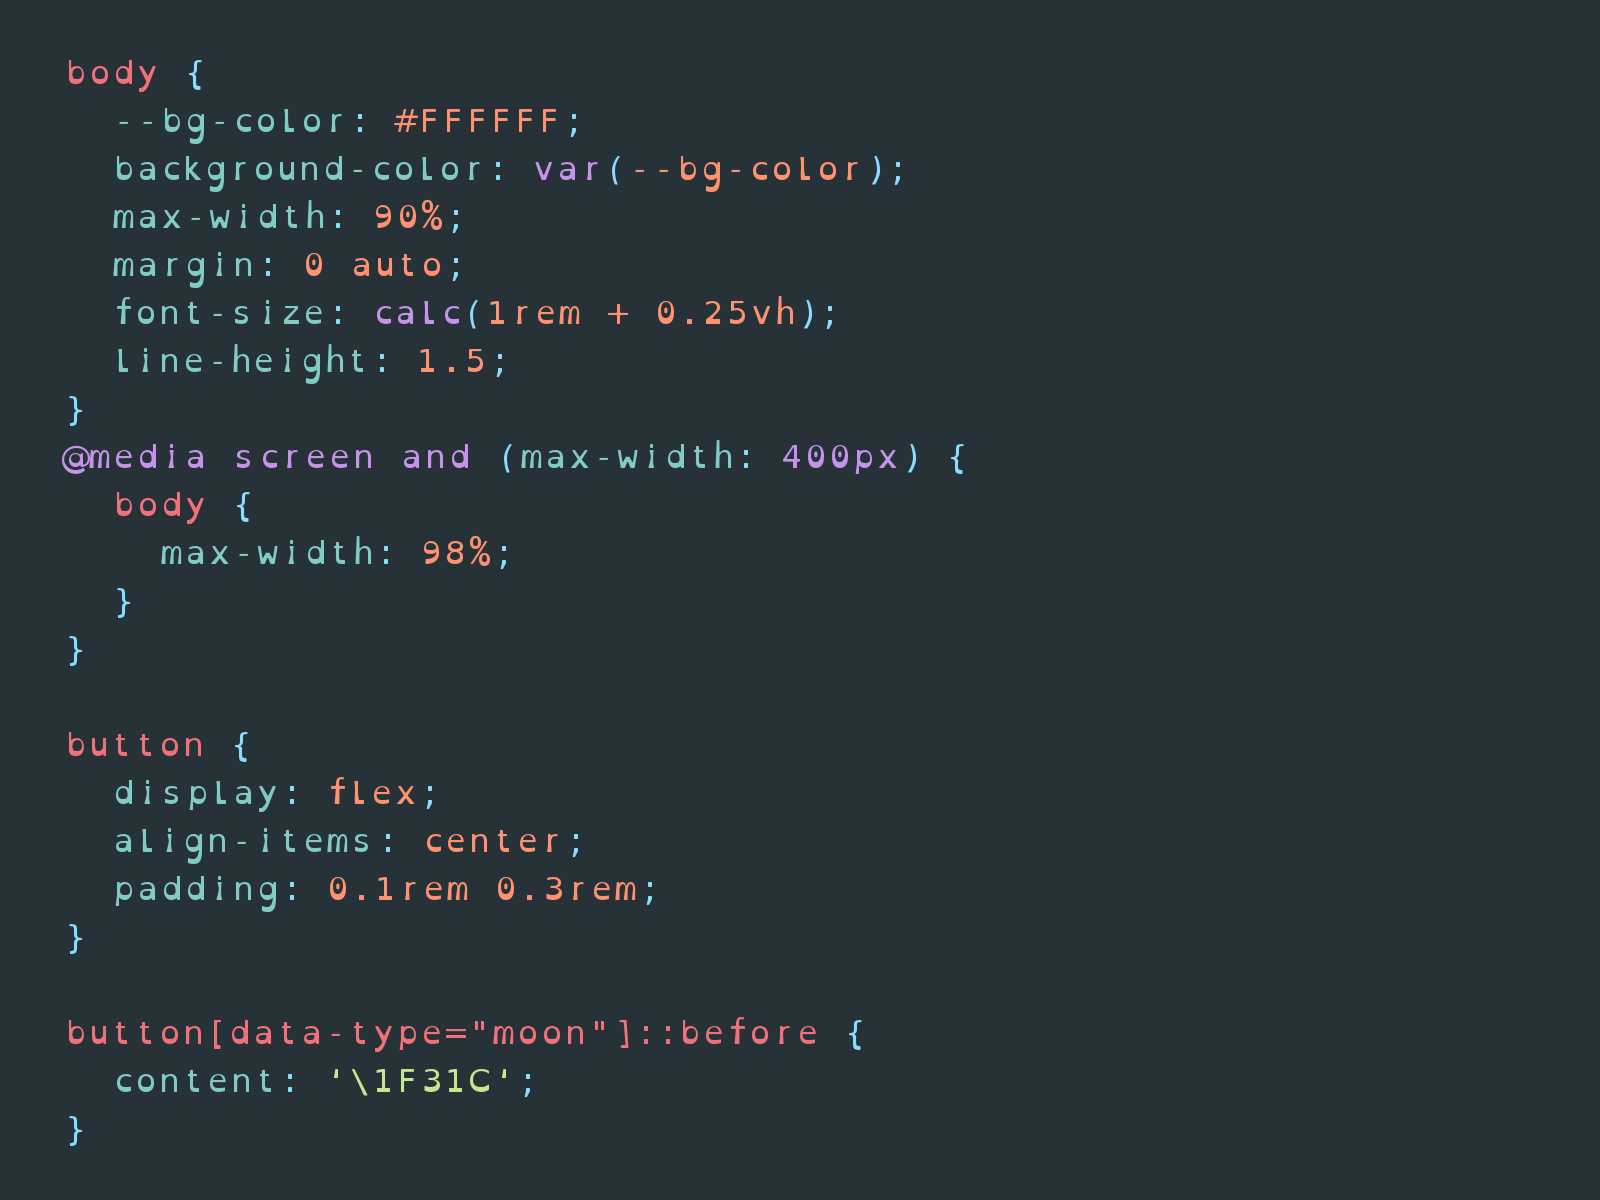 body {
  --bg-color: #FFFFFF;
  background-color: var(--bg-color);
  max-width: 90%;
  margin: 0 auto;
  font-size: calc(1rem + 0.25vh);
  line-height: 1.5;
}
@media screen and (max-width: 400px) {
  body {
    max-width: 98%;
  }
}

button {
  display: flex;
  align-items: center;
  padding: 0.1rem 0.3rem;
}

button[data-type="moon"]::before {
  content: ‘\1F31C‘;
}